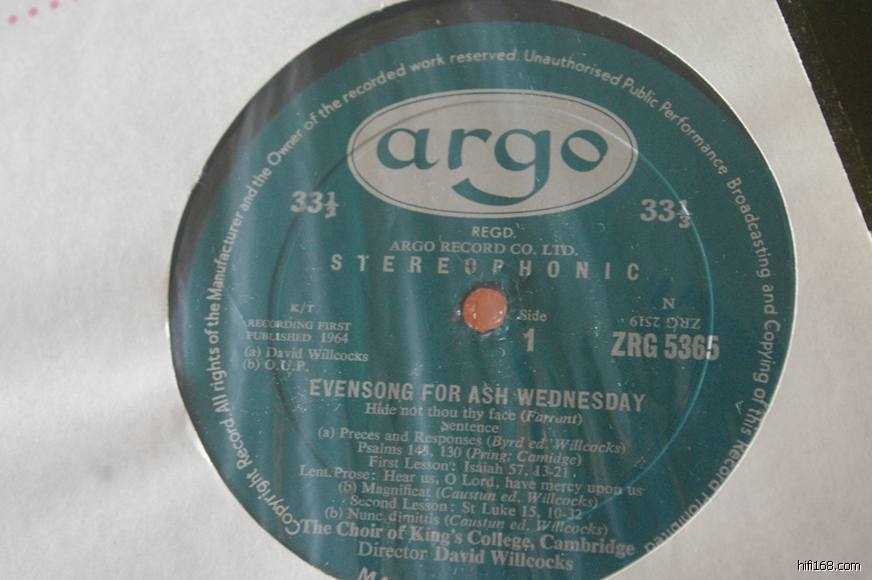 Copyright Record All rights of the Manufacturer and the Owner of the recorded work reserved. Unauthorised Public Performance Broadcasting and Copying of this Record Prohibited
argo
33⅓ 33⅓
REGD.
ARGO RECORD CO. LTD.
STEREOPHONIC
K/T
RECORDING FIRST
PUBLISHED 1964
(a) David Willcocks
(b) O.U.P.
Side
1
N
ZRG 2519
ZRG 5365
EVENSONG FOR ASH WEDNESDAY
Hide not thou thy face (Farrant)
Sentence
(a) Preces and Responses (Byrd ed. Willcocks)
Psalms 145, 130 (Pring; Camidge)
First Lesson: Isaiah 57, 13-21
Lent Prose: Hear us, O Lord, have mercy upon us
(b) Magnificat (Caustun ed. Willcocks)
Second Lesson: St Luke 15, 10-32
(b) Nunc dimittis (Caustun ed. Willcocks)
The Choir of King's College, Cambridge
Director David Willcocks
hifi168.com